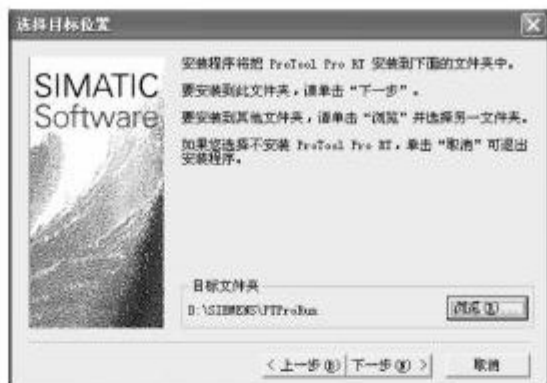 选择目标位置
SIMATIC
Software
安装程序将把 ProTool Pro RT 安装到下面的文件夹中。
要安装到此文件夹，请单击“下一步”。
要安装到其他文件夹，请单击“浏览”并选择另一文件夹。
如果您选择不安装 ProTool Pro RT，单击“取消”可退出
安装程序。
目标文件夹
D:\SIEMENS\PTProRun
浏览(R)...
< 上一步(B)
下一步(N) >
取消